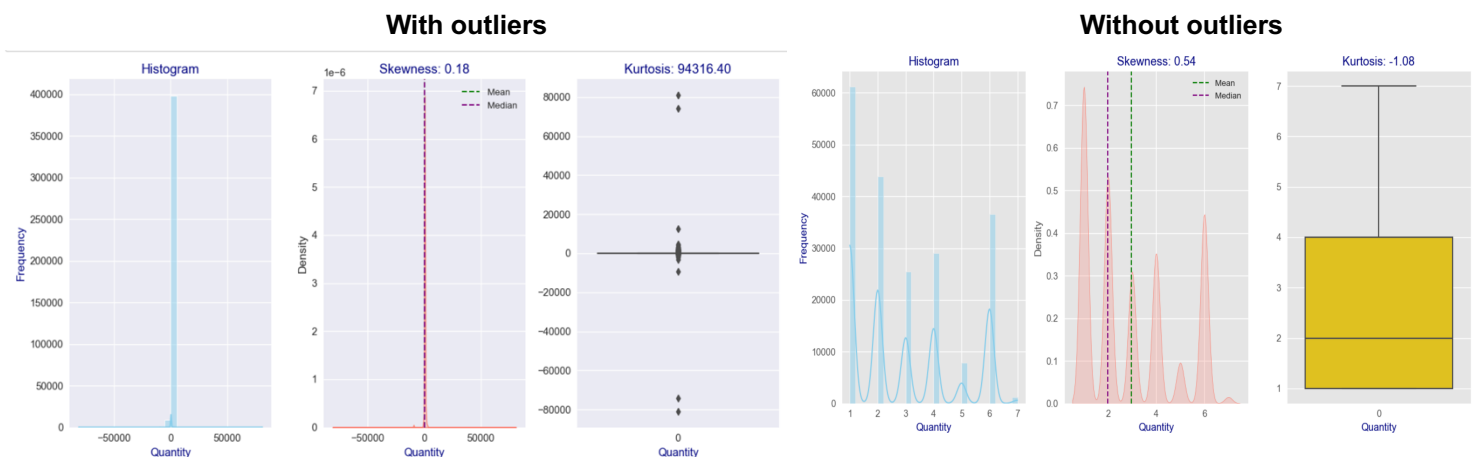 With outliers
Without outliers
Histogram
Frequency
400000
350000
300000
250000
200000
150000
100000
50000
0
−50000
0
50000
Quantity
Skewness: 0.18
1e−6
Mean
Median
Density
7
6
5
4
3
2
1
0
−50000
0
50000
Quantity
Kurtosis: 94316.40
80000
60000
40000
20000
0
−20000
−40000
−60000
−80000
0
Quantity
Histogram
Frequency
60000
50000
40000
30000
20000
10000
0
1
2
3
4
5
6
7
Quantity
Skewness: 0.54
Mean
Median
Density
0.7
0.6
0.5
0.4
0.3
0.2
0.1
0.0
2
4
6
Quantity
Kurtosis: -1.08
7
6
5
4
3
2
1
0
Quantity